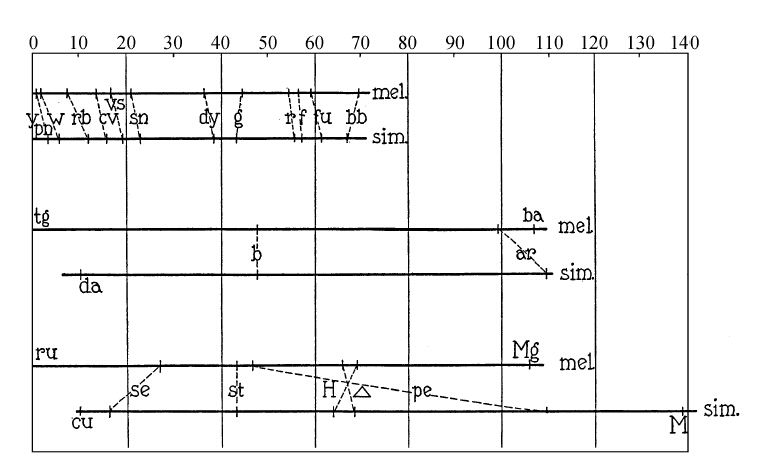 0 10 20 30 40 50 60 70 80 90 100 110 120 130 140
mel.
y pn w rb cv vs sn dy g r f fu bb
sim.
tg ba mel
b ar
da sim.
ru Mg mel
se st H △ pe
cu M sim.